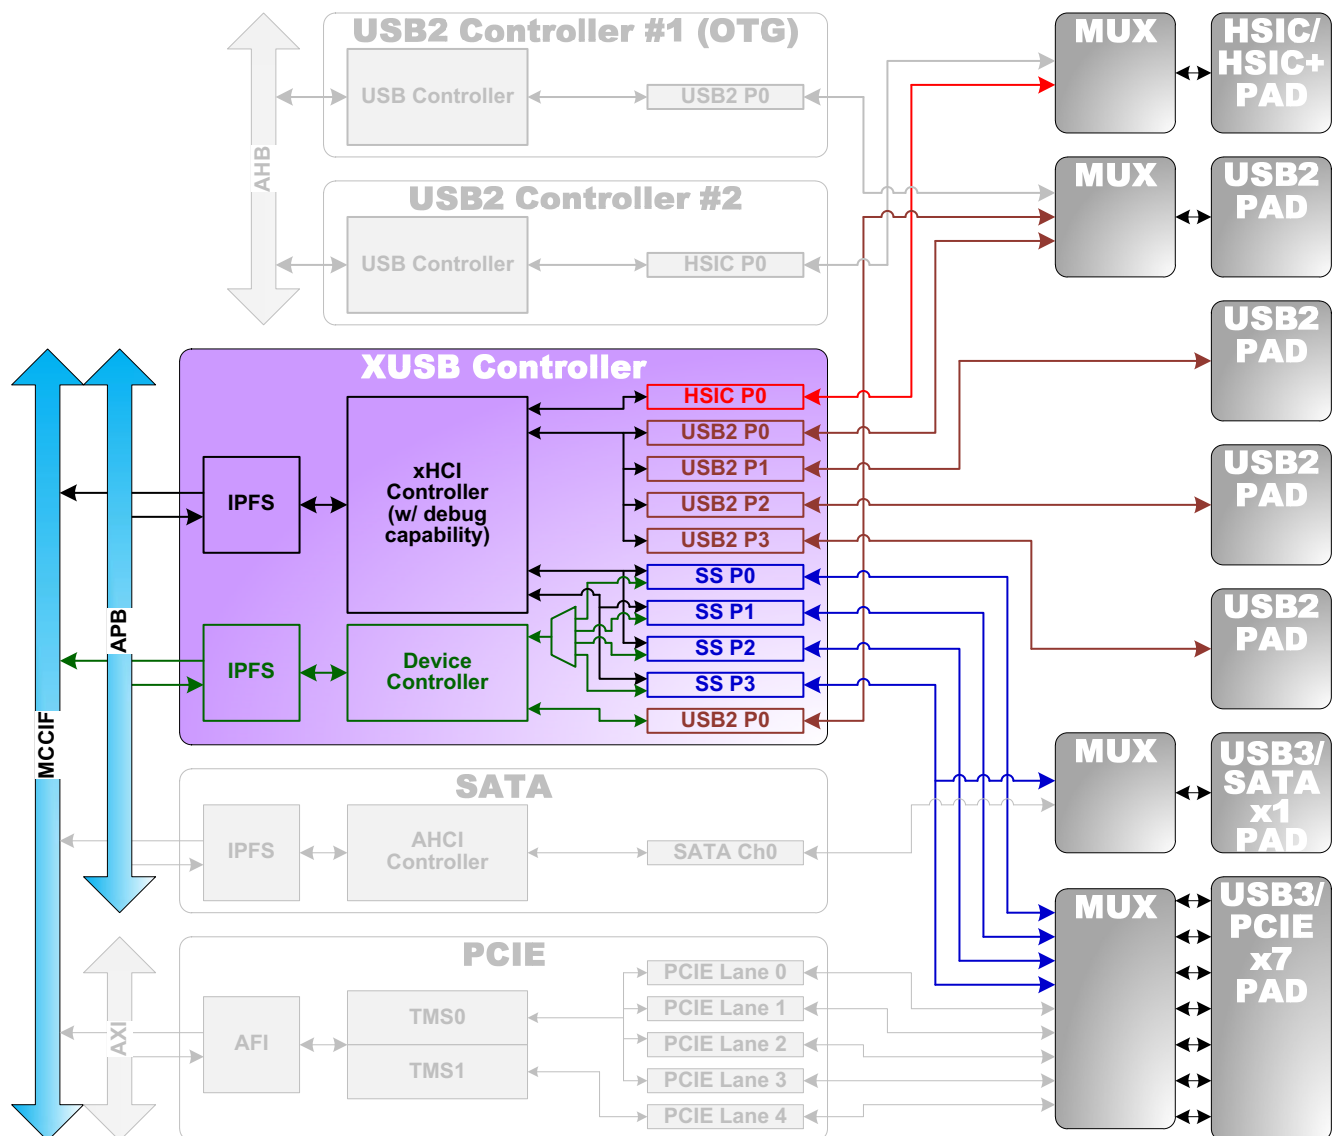 USB2 Controller #1 (OTG)
USB Controller
USB2 P0
AHB
USB2 Controller #2
USB Controller
HSIC P0
MUX
HSIC/
HSIC+
PAD
MUX
USB2
PAD
USB2
PAD
USB2
PAD
USB2
PAD
XUSB Controller
HSIC P0
USB2 P0
USB2 P1
USB2 P2
USB2 P3
SS P0
SS P1
SS P2
SS P3
USB2 P0
IPFS
xHCI
Controller
(w/ debug
capability)
IPFS
Device
Controller
APB
MCCIF
SATA
IPFS
AHCI
Controller
SATA Ch0
MUX
USB3/
SATA
x1
PAD
PCIE
AXI
AFI
TMS0
TMS1
PCIE Lane 0
PCIE Lane 1
PCIE Lane 2
PCIE Lane 3
PCIE Lane 4
MUX
USB3/
PCIE
x7
PAD